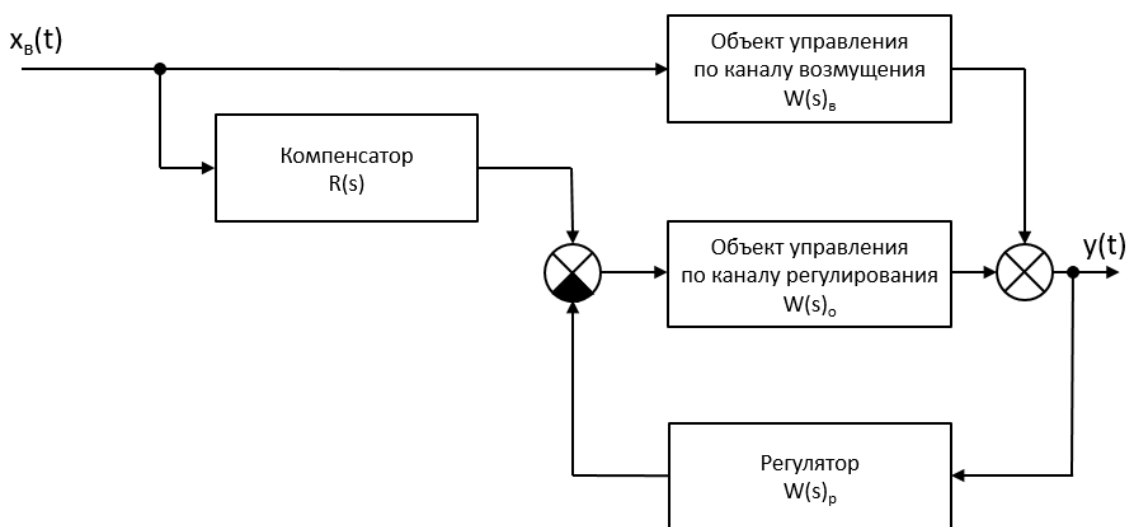 xв(t)
Объект управления
по каналу возмущения
W(s)в
Компенсатор
R(s)
Объект управления
по каналу регулирования
W(s)о
y(t)
Регулятор
W(s)р